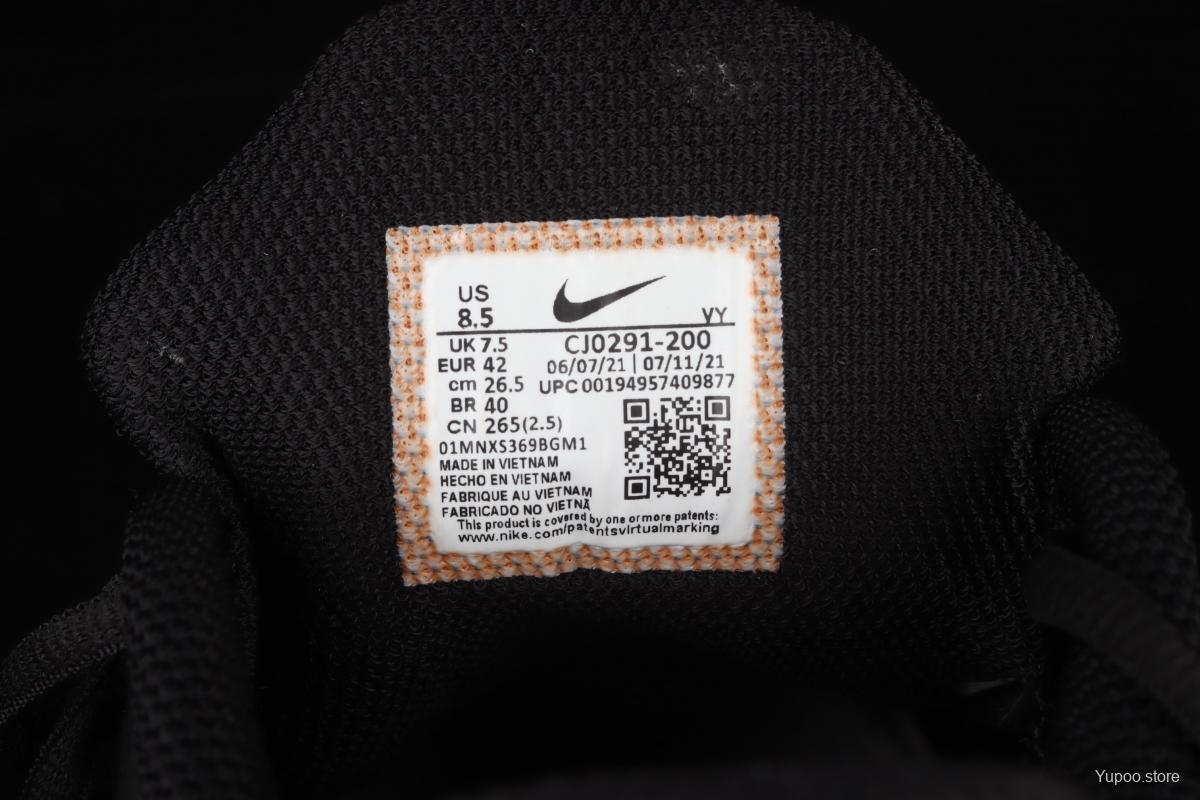 US
8.5
VY
UK 7.5
CJ0291-200
EUR 42
06/07/21 | 07/11/21
cm 26.5
UPC 00194957409877
BR 40
CN 265(2.5)
01MNXS369BGM1
MADE IN VIETNAM
HECHO EN VIETNAM
FABRIQUE AU VIETNAM
FABRICADO NO VIETNÃ
This product is covered by one or more patents:
www.nike.com/patentsvirtualmarking
Yupoo.store